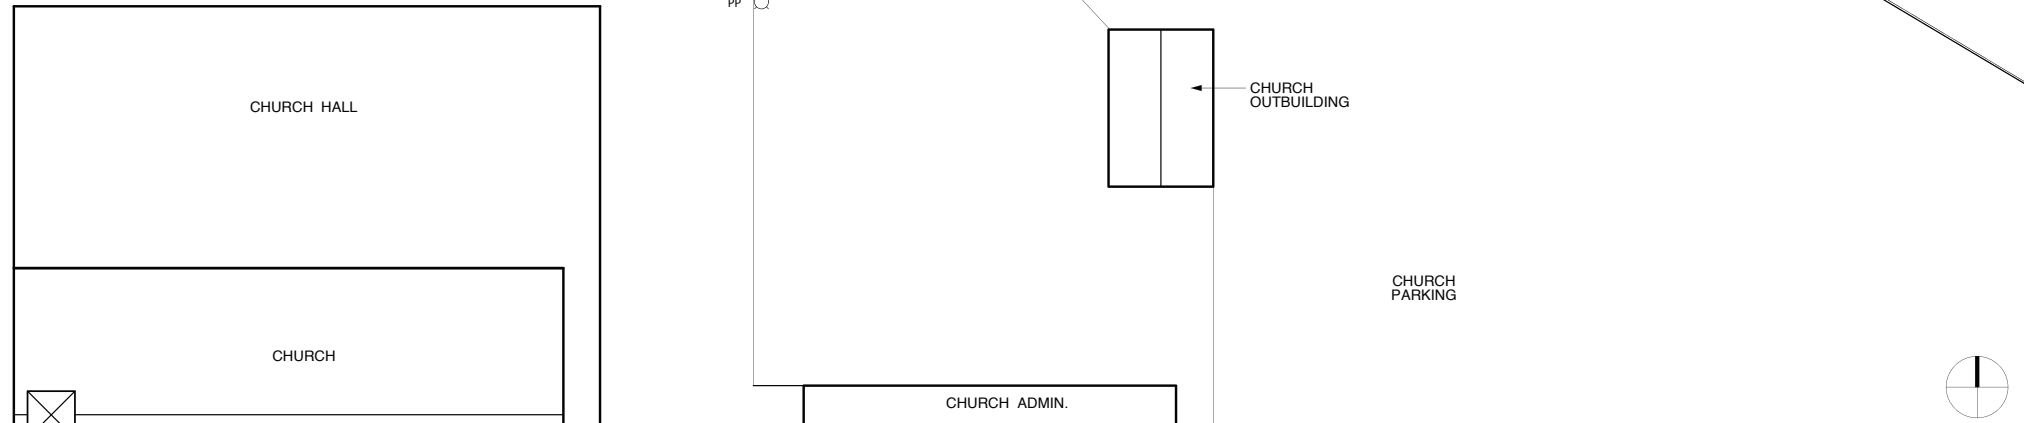 PP
CHURCH HALL
CHURCH
OUTBUILDING
CHURCH
PARKING
CHURCH
CHURCH ADMIN.